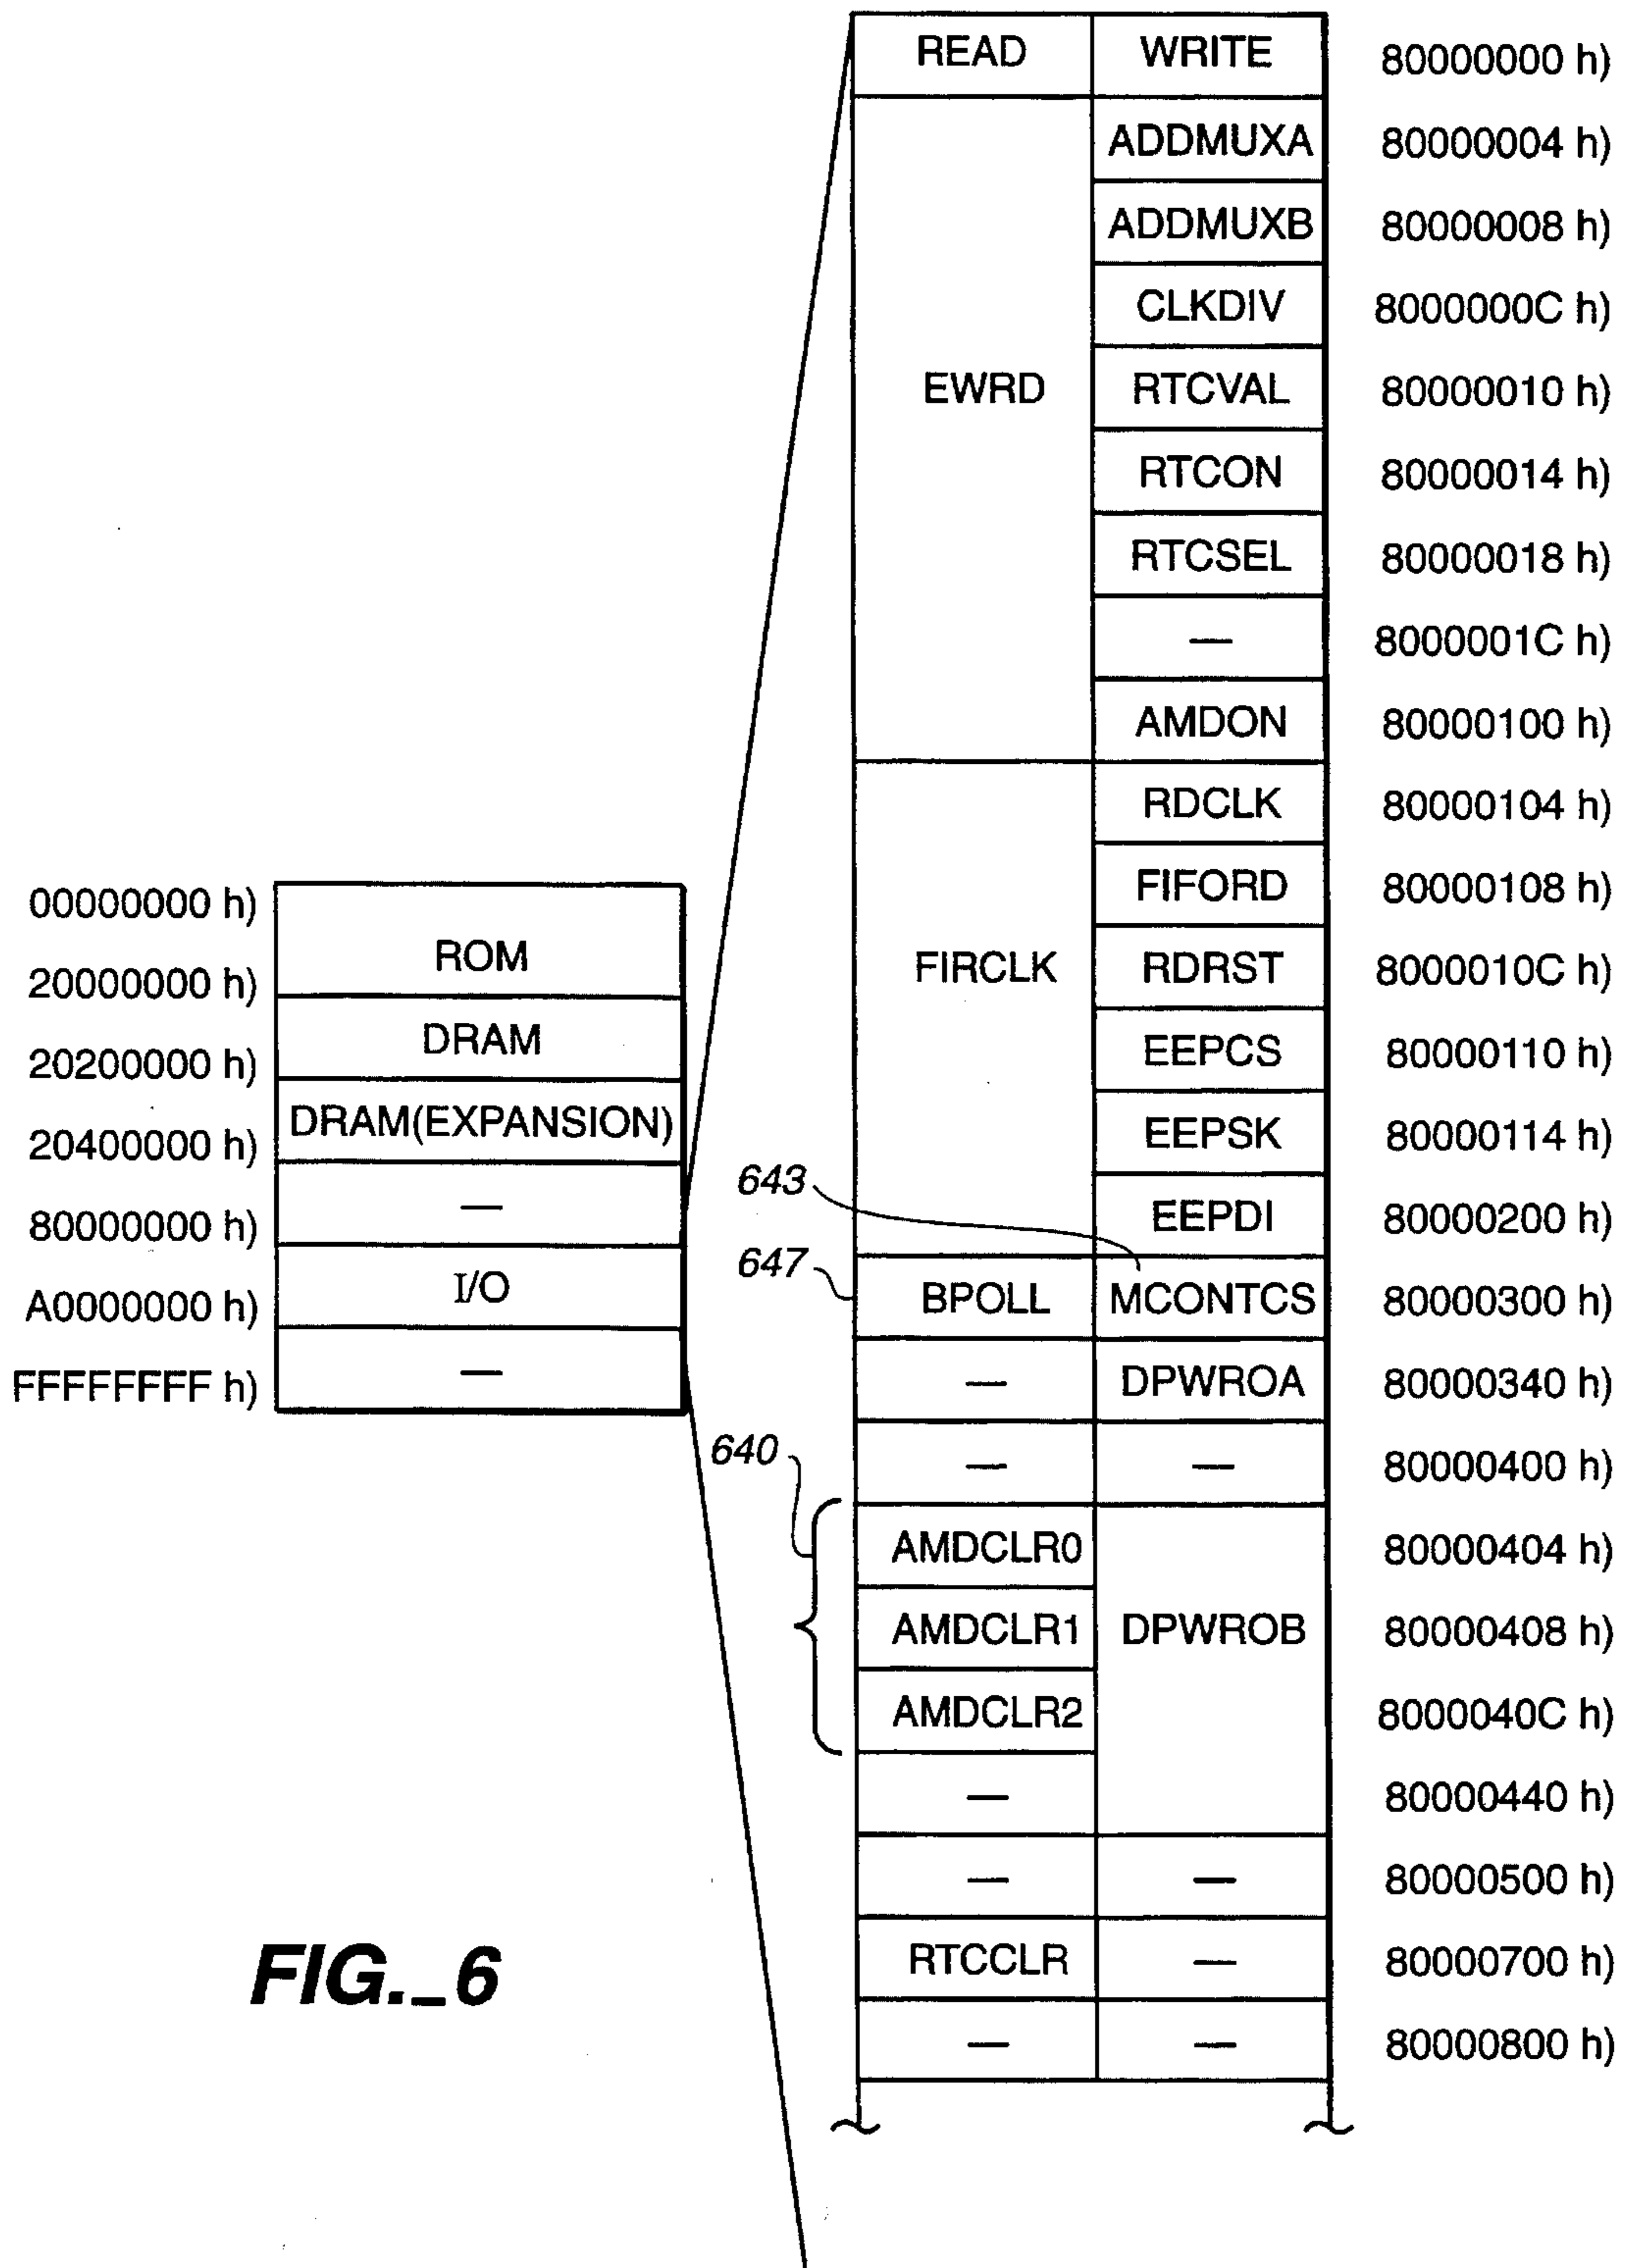 READ WRITE 80000000 h)
ADDMUXA 80000004 h)
ADDMUXB 80000008 h)
CLKDIV 8000000C h)
EWRD RTCVAL 80000010 h)
RTCON 80000014 h)
RTCSEL 80000018 h)
— 8000001C h)
AMDON 80000100 h)
RDCLK 80000104 h)
FIFORD 80000108 h)
FIRCLK RDRST 8000010C h)
EEPCS 80000110 h)
EEPSK 80000114 h)
EEPDI 80000200 h)
BPOLL MCONTCS 80000300 h)
— DPWROA 80000340 h)
— — 80000400 h)
AMDCLR0 80000404 h)
AMDCLR1 DPWROB 80000408 h)
AMDCLR2 8000040C h)
— 80000440 h)
— — 80000500 h)
RTCCLR — 80000700 h)
— — 80000800 h)
643
647
640
00000000 h)
ROM
20000000 h)
DRAM
20200000 h)
DRAM(EXPANSION)
20400000 h)
—
80000000 h)
I/O
A0000000 h)
—
FFFFFFFF h)
FIG._6